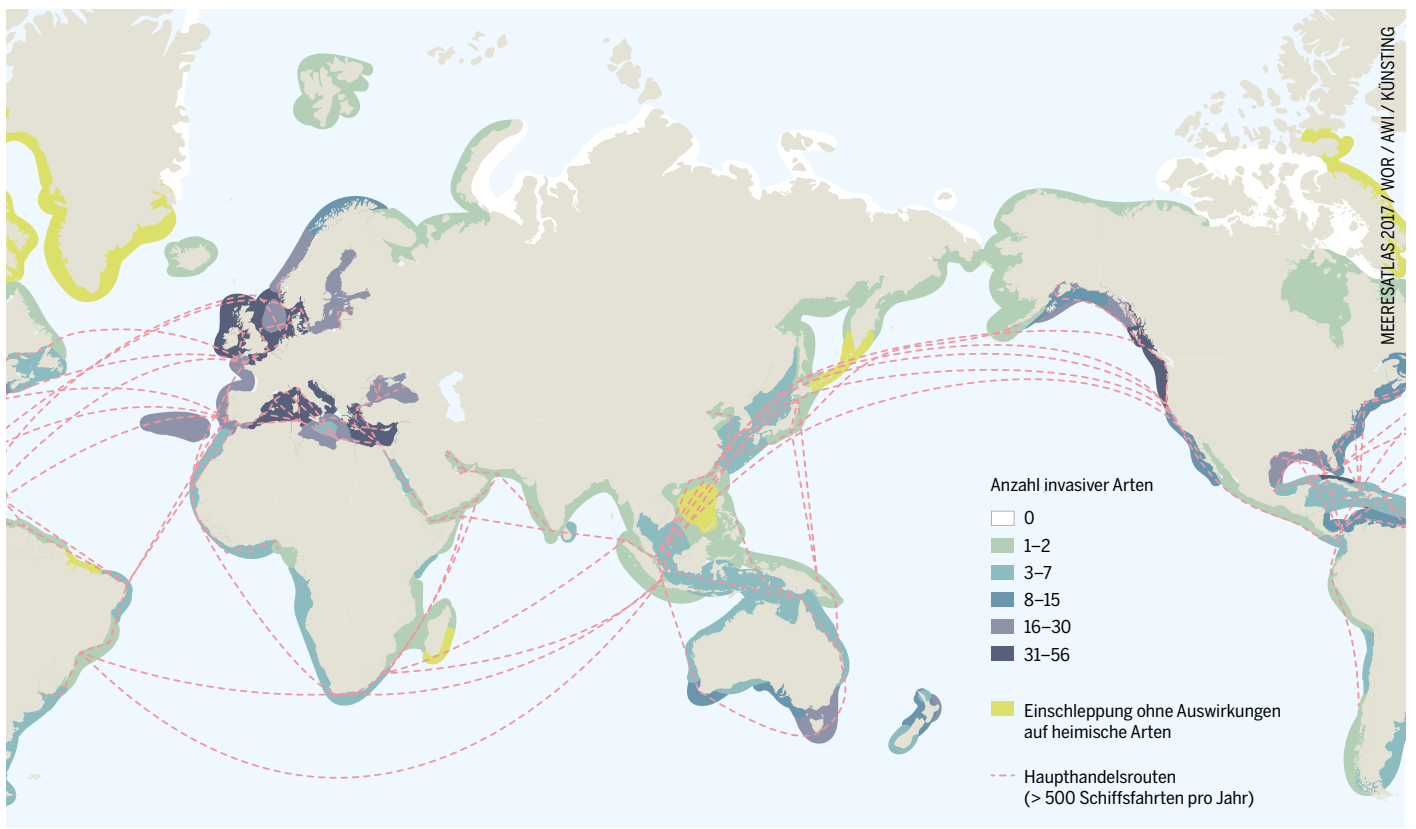 MEERESATLAS 2017 / WOR / AWI / KÜNSTING
Anzahl invasiver Arten
0
1–2
3–7
8–15
16–30
31–56
Einschleppung ohne Auswirkungen
auf heimische Arten
Haupthandelsrouten
(> 500 Schiffsfahrten pro Jahr)